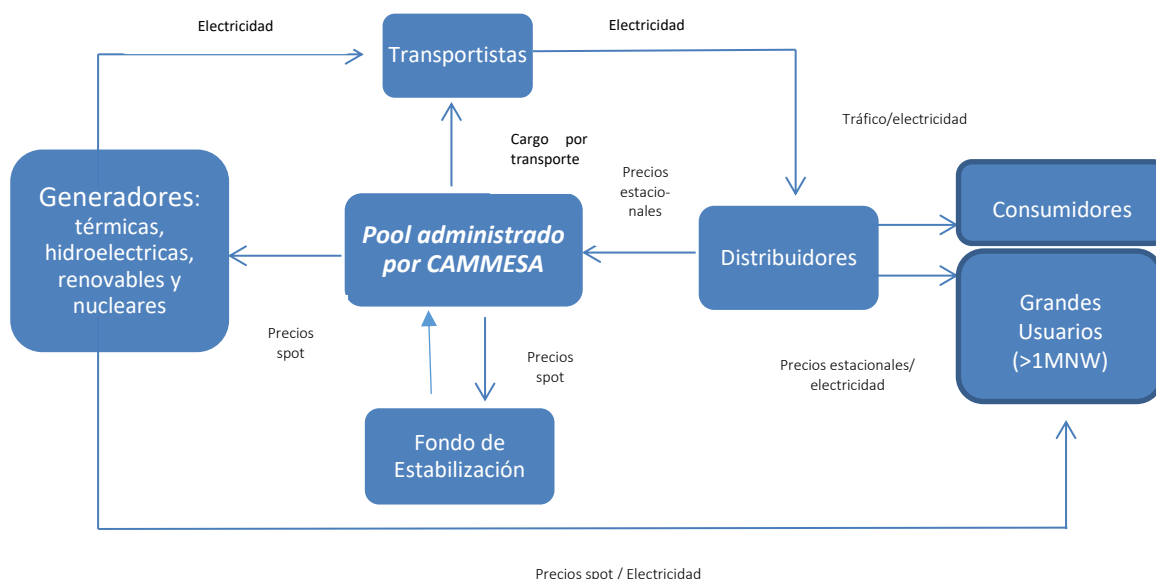 Electricidad
Electricidad
Transportistas
Tráfico/electricidad
Cargo por
transporte
Precios
estacio-
nales
Generadores:
térmicas,
hidroelectricas,
renovables y
nucleares
Pool administrado
por CAMMESA
Distribuidores
Consumidores
Grandes
Usuarios
(>1MNW)
Precios
spot
Precios
spot
Precios estacionales/
electricidad
Fondo de
Estabilización
Precios spot / Electricidad